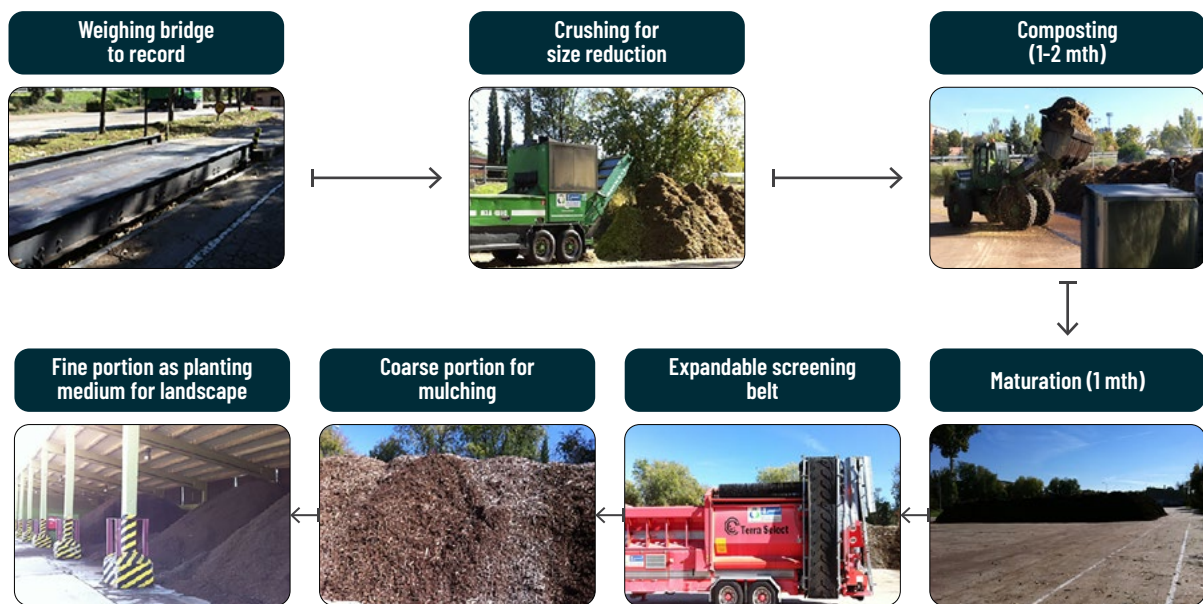 Weighing bridge
to record
Crushing for
size reduction
Composting
(1-2 mth)
Fine portion as planting
medium for landscape
Coarse portion for
mulching
Expandable screening
belt
Maturation (1 mth)
Terra Select